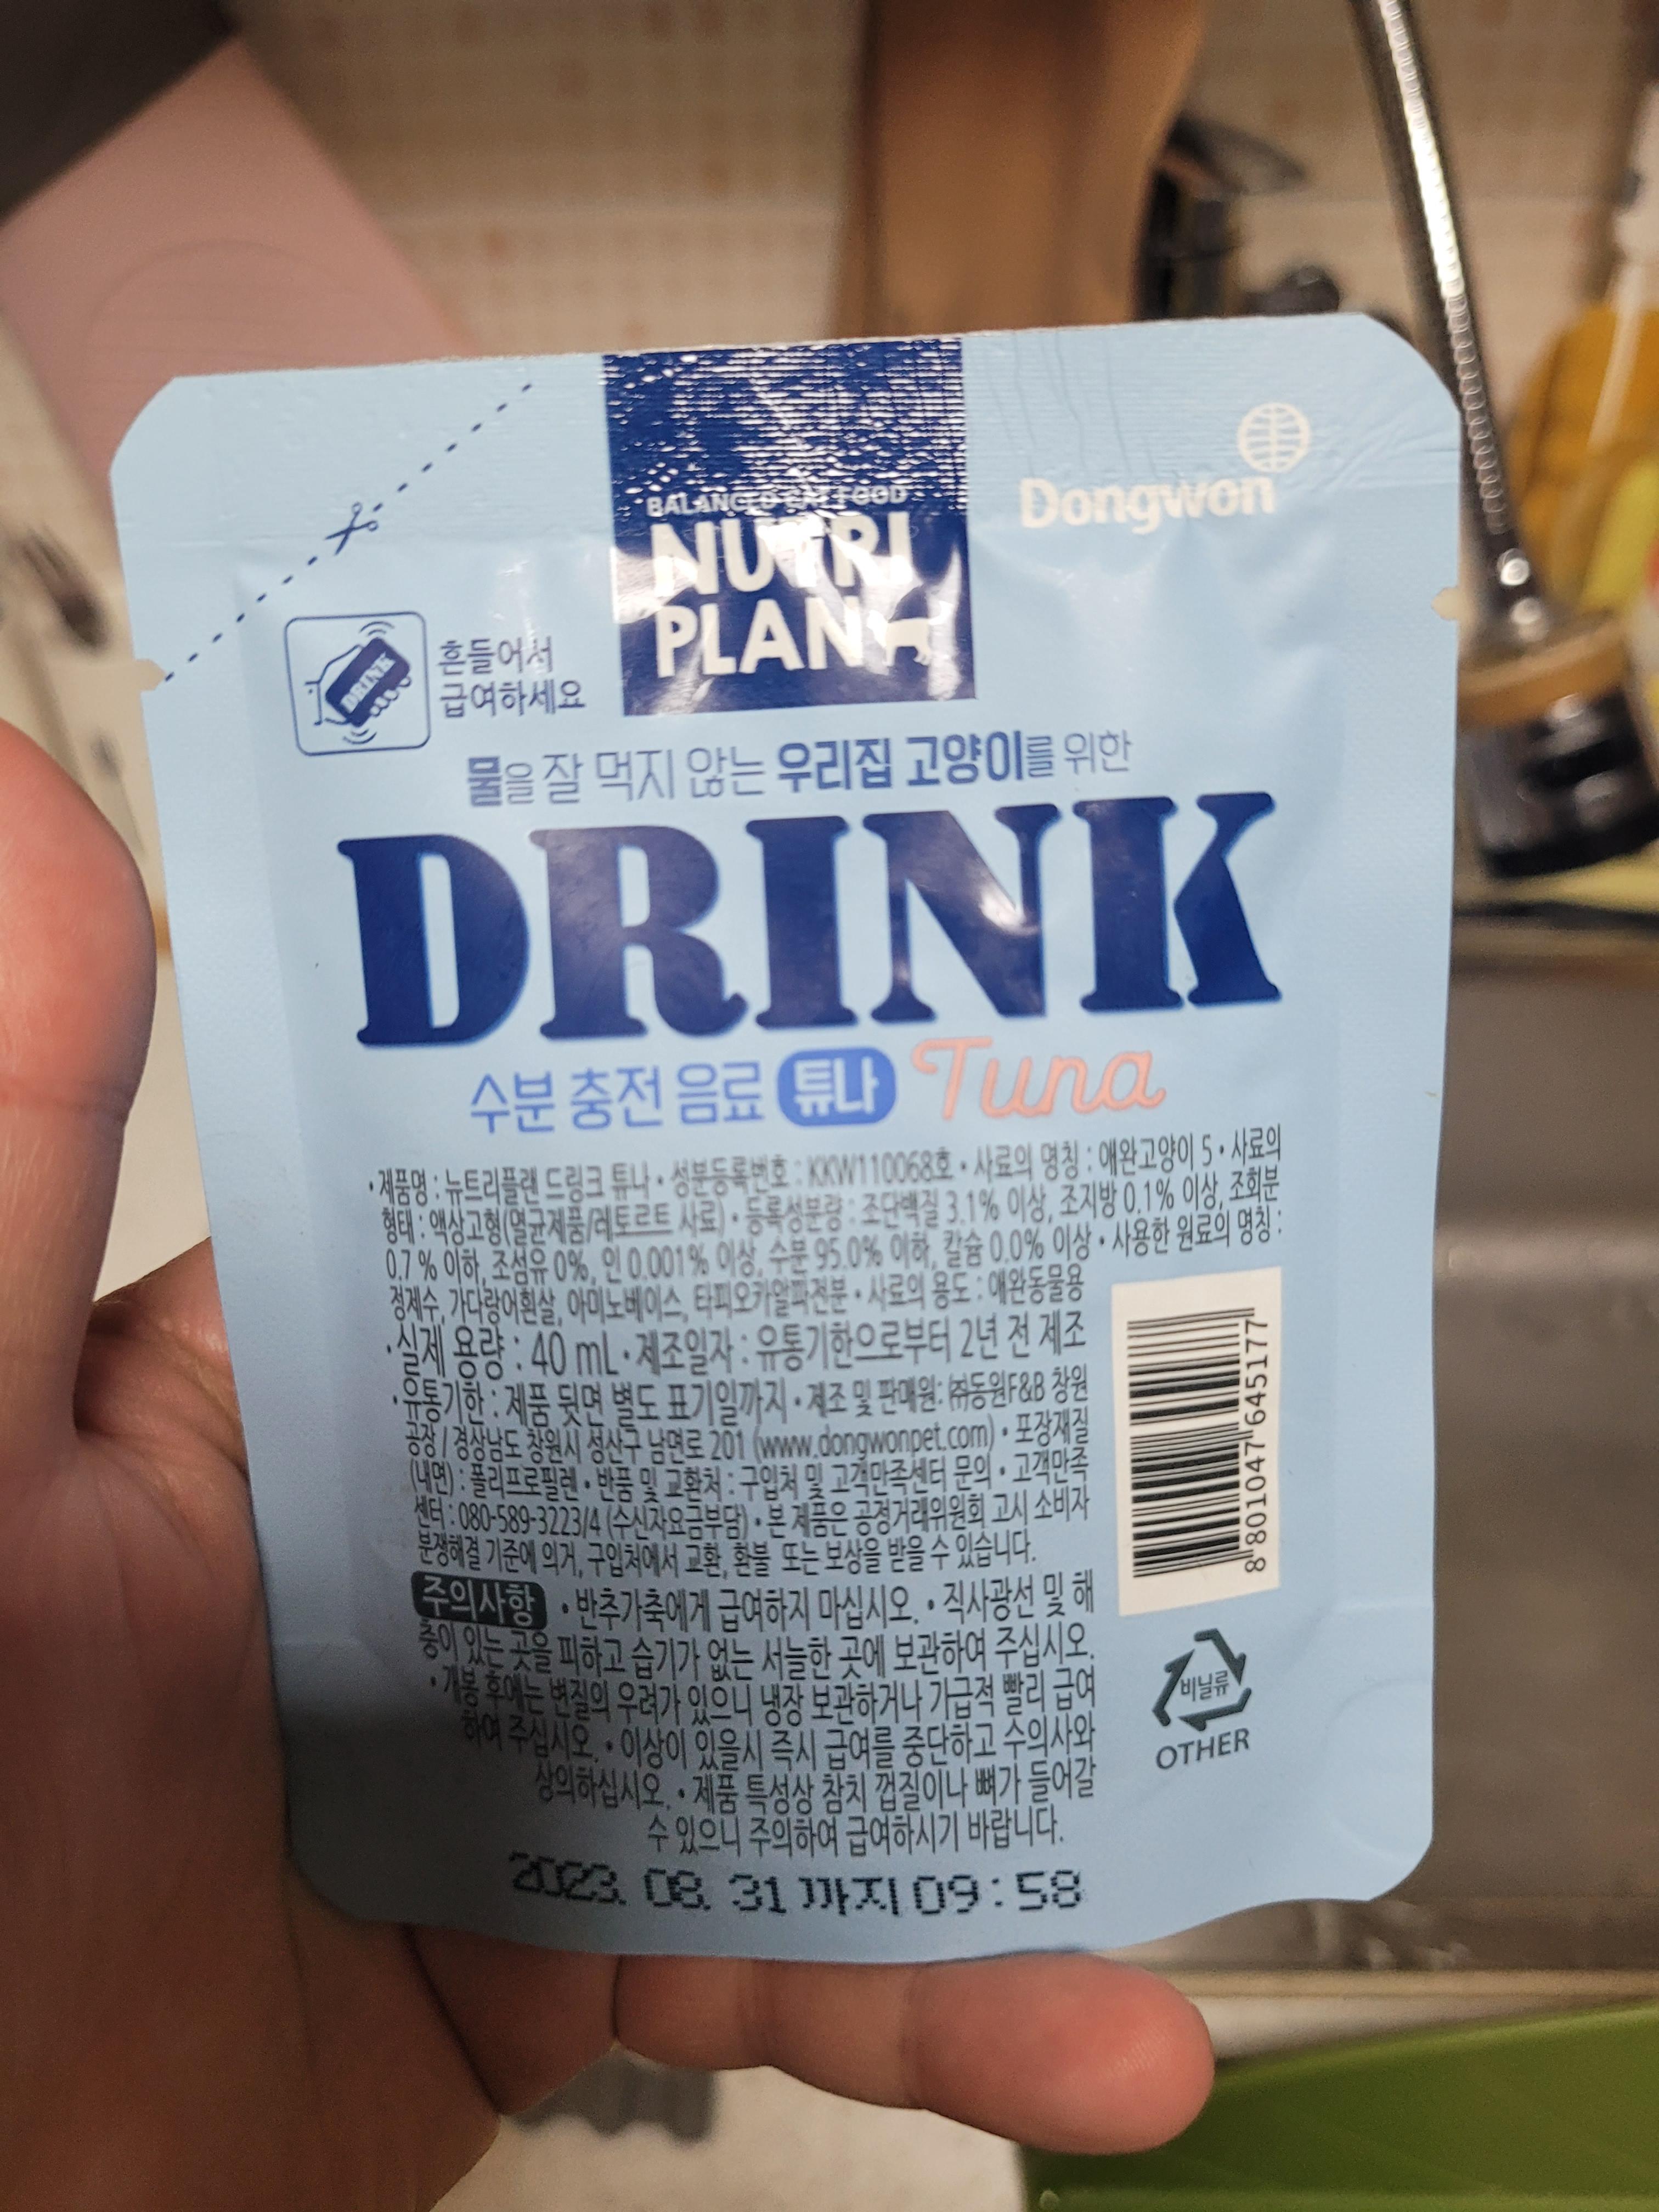 BALANCED CAT FOOD
NUTRI
PLAN
Dongwon
DRINK
흔들어서
급여하세요
물을 잘 먹지 않는 우리집 고양이를 위한
DRINK
수분 충전 음료 튜나 Tuna
• 제품명 : 뉴트리플랜 드링크 튜나 • 성분등록번호 : KKW110068호 • 사료의 명칭 : 애완고양이 5 • 사료의
형태 : 액상고형(멸균제품/레토르트 사료) • 등록성분량 : 조단백질 3.1% 이상, 조지방 0.1% 이상, 조회분
0.7 % 이하, 조섬유 0%, 인 0.001% 이상, 수분 95.0% 이하, 칼슘 0.0% 이상 • 사용한 원료의 명칭 :
정제수, 가다랑어흰살, 아미노베이스, 타피오카알파전분 • 사료의 용도 : 애완동물용
• 실제 용량 : 40 mL • 제조일자 : 유통기한으로부터 2년 전 제조
• 유통기한 : 제품 뒷면 별도 표기일까지 • 제조 및 판매원: ㈜동원F&B 창원
공장 / 경상남도 창원시 성산구 남면로 201 (www.dongwonpet.com) • 포장재질
(내면) : 폴리프로필렌 • 반품 및 교환처 : 구입처 및 고객만족센터 문의 • 고객만족
센터 : 080-589-3223/4 (수신자요금부담) • 본 제품은 공정거래위원회 고시 소비자
분쟁해결 기준에 의거, 구입처에서 교환, 환불 또는 보상을 받을 수 있습니다.
주의사항 • 반추가축에게 급여하지 마십시오. • 직사광선 및 해
충이 있는 곳을 피하고 습기가 없는 서늘한 곳에 보관하여 주십시오.
• 개봉 후에는 변질의 우려가 있으니 냉장 보관하거나 가급적 빨리 급여
하여 주십시오. • 이상이 있을시 즉시 급여를 중단하고 수의사와
상의하십시오. • 제품 특성상 참치 껍질이나 뼈가 들어갈
수 있으니 주의하여 급여하시기 바랍니다.
8 801047 645177
비닐류
OTHER
2023. 08. 31 까지 09:58